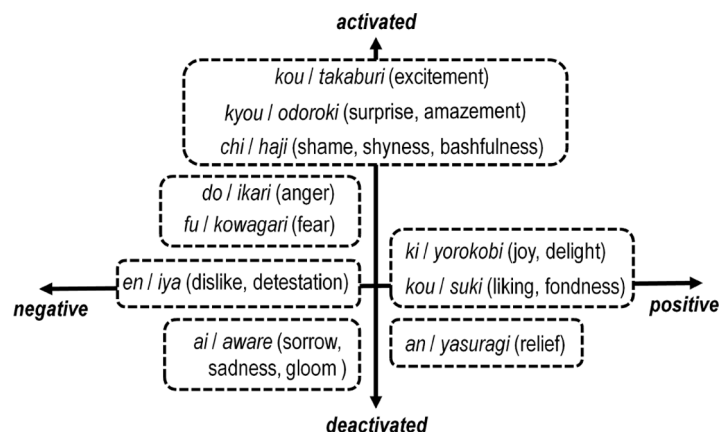 activated
kou / takaburi (excitement)
kyou / odoroki (surprise, amazement)
chi / haji (shame, shyness, bashfulness)
do / ikari (anger)
fu / kowagari (fear)
ki / yorokobi (joy, delight)
kou / suki (liking, fondness)
en / iya (dislike, detestation)
negative
positive
ai / aware (sorrow,
sadness, gloom )
an / yasuragi (relief)
deactivated